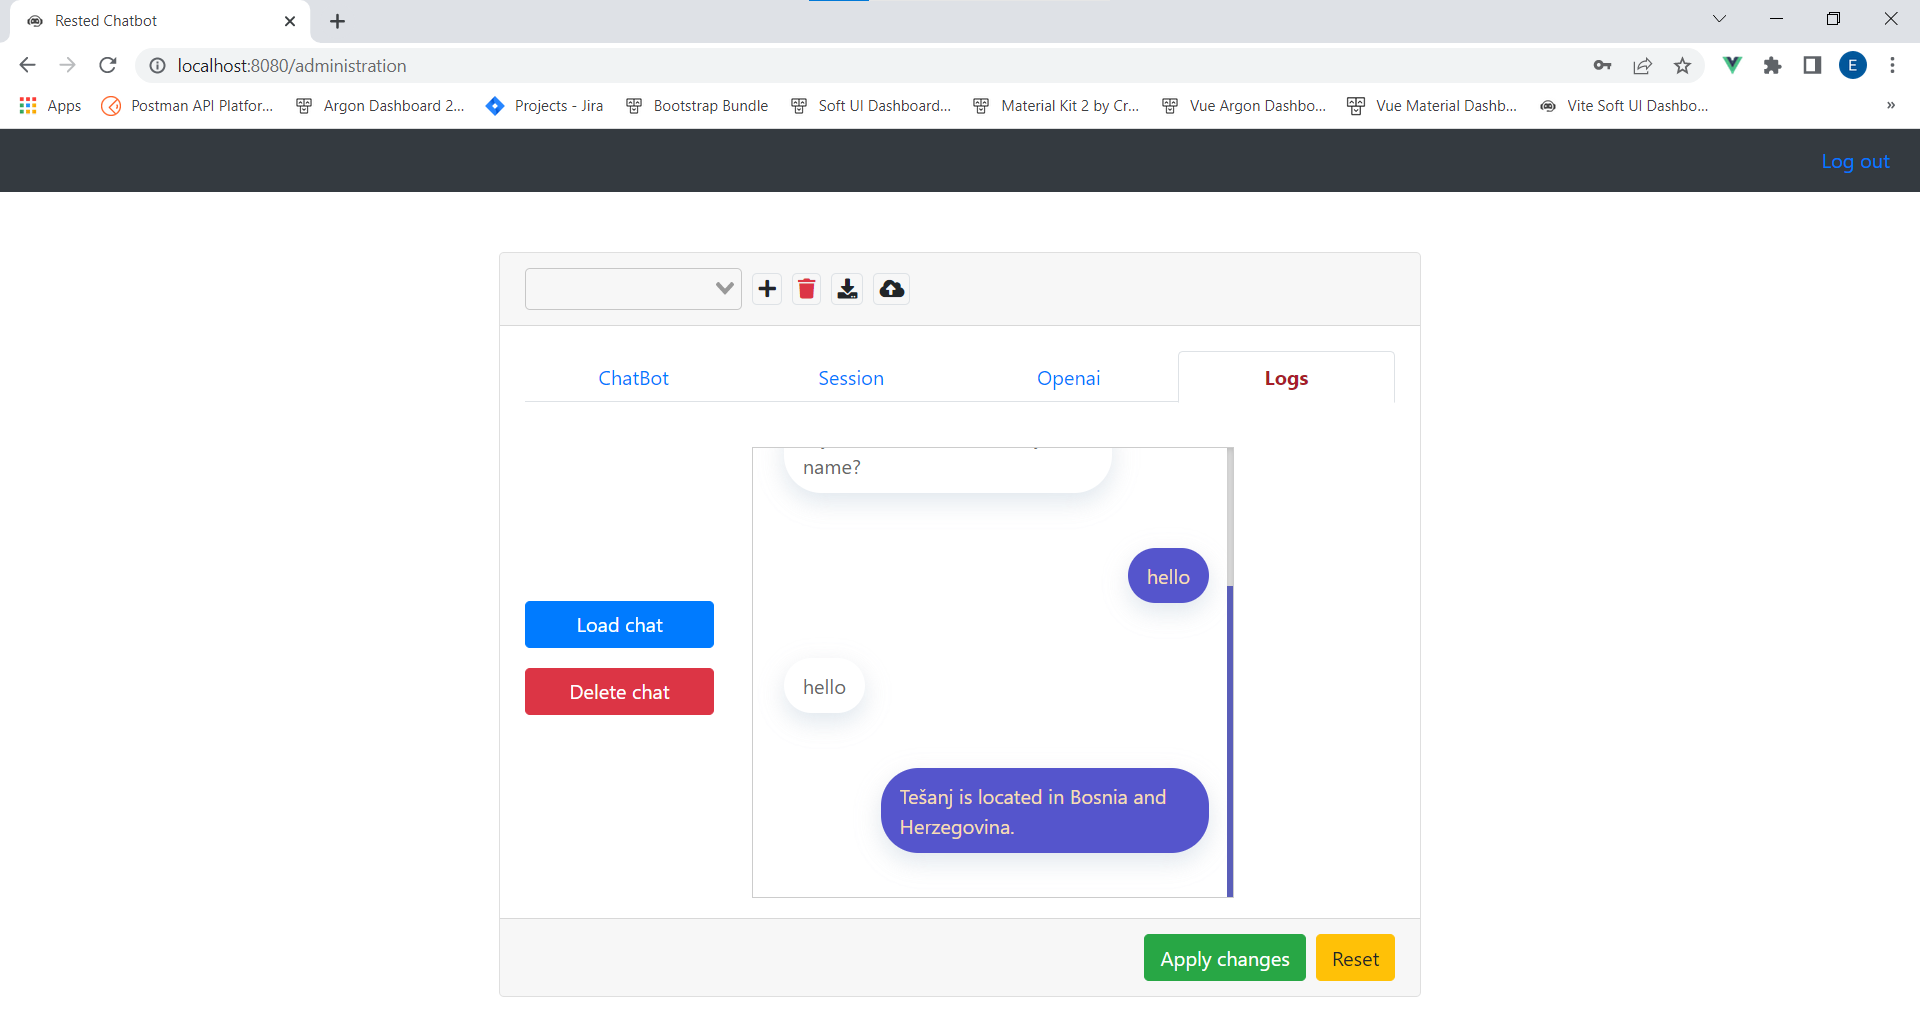 Rested Chatbot
localhost:8080/administration
E
Apps
Postman API Platfor...
Argon Dashboard 2...
Projects - Jira
Bootstrap Bundle
Soft UI Dashboard...
Material Kit 2 by Cr...
Vue Argon Dashbo...
Vue Material Dashb...
Vite Soft UI Dashbo...
»
Log out
ChatBot
Session
Openai
Logs
name?
hello
Load chat
hello
Delete chat
Tešanj is located in Bosnia and
Herzegovina.
Apply changes
Reset